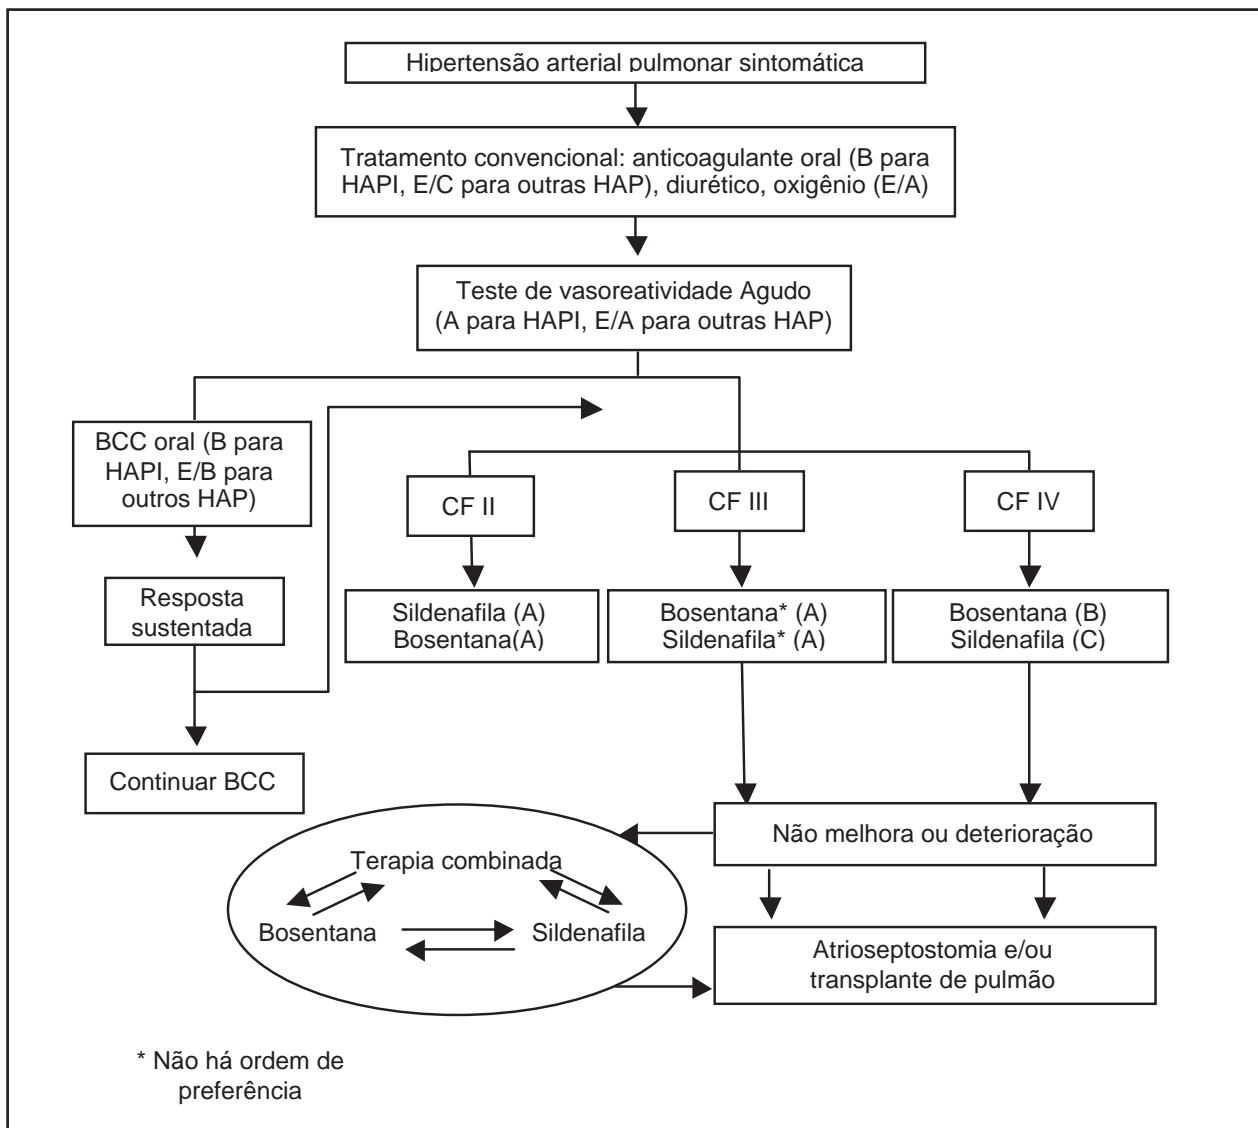 Hipertensão arterial pulmonar sintomática
Tratamento convencional: anticoagulante oral (B para
HAPI, E/C para outras HAP), diurético, oxigênio (E/A)
Teste de vasoreatividade Agudo
(A para HAPI, E/A para outras HAP)
BCC oral (B para
HAPI, E/B para
outros HAP)
CF II
CF III
CF IV
Resposta
sustentada
Sildenafila (A)
Bosentana(A)
Bosentana* (A)
Sildenafila* (A)
Bosentana (B)
Sildenafila (C)
Continuar BCC
Não melhora ou deterioração
Terapia combinada
Bosentana
Sildenafila
Atrioseptostomia e/ou
transplante de pulmão
* Não há ordem de
preferência